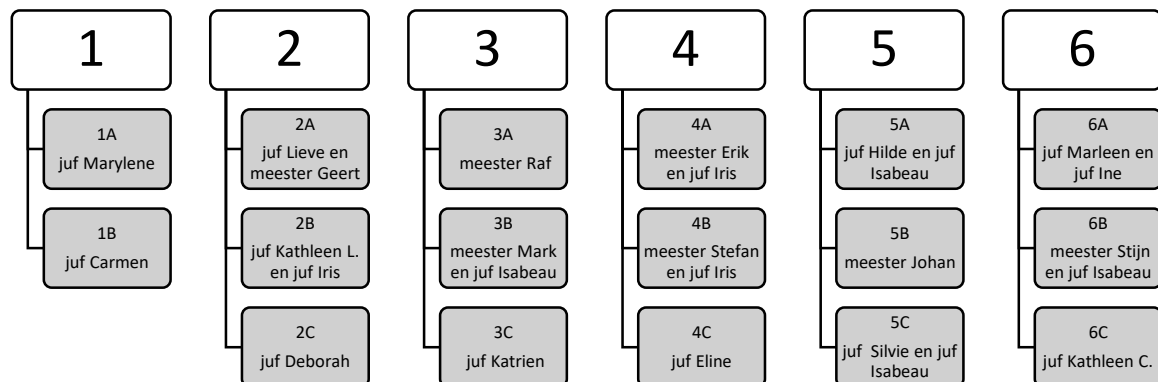 1
1A
juf Marylene
1B
juf Carmen
2
2A
juf Lieve en
meester Geert
2B
juf Kathleen L.
en juf Iris
2C
juf Deborah
3
3A
meester Raf
3B
meester Mark
en juf Isabeau
3C
juf Katrien
4
4A
meester Erik
en juf Iris
4B
meester Stefan
en juf Iris
4C
juf Eline
5
5A
juf Hilde en juf
Isabeau
5B
meester Johan
5C
juf  Silvie en juf
Isabeau
6
6A
juf Marleen en
juf Ine
6B
meester Stijn
en juf Isabeau
6C
juf Kathleen C.